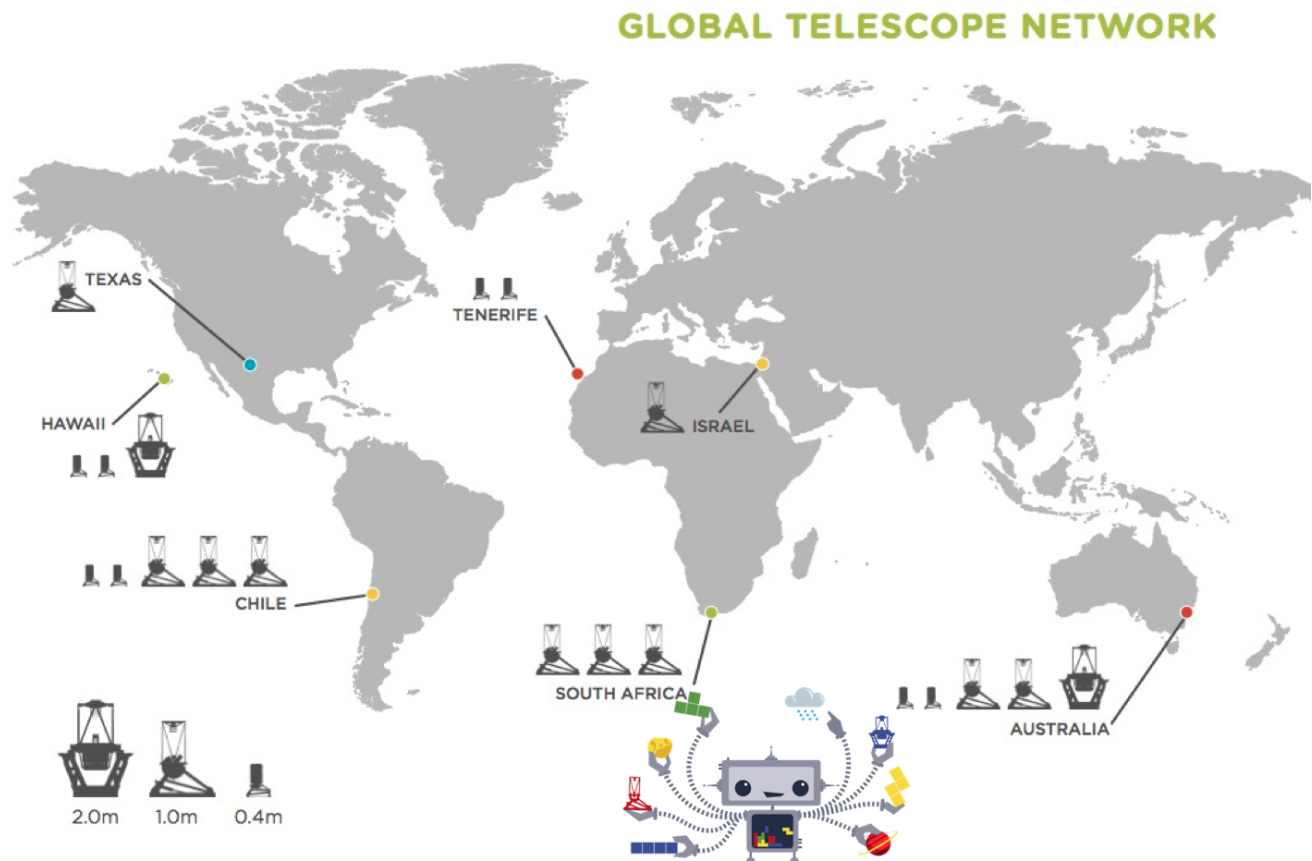 GLOBAL TELESCOPE NETWORK
TEXAS
TENERIFE
HAWAII
ISRAEL
CHILE
SOUTH AFRICA
AUSTRALIA
2.0m 1.0m 0.4m